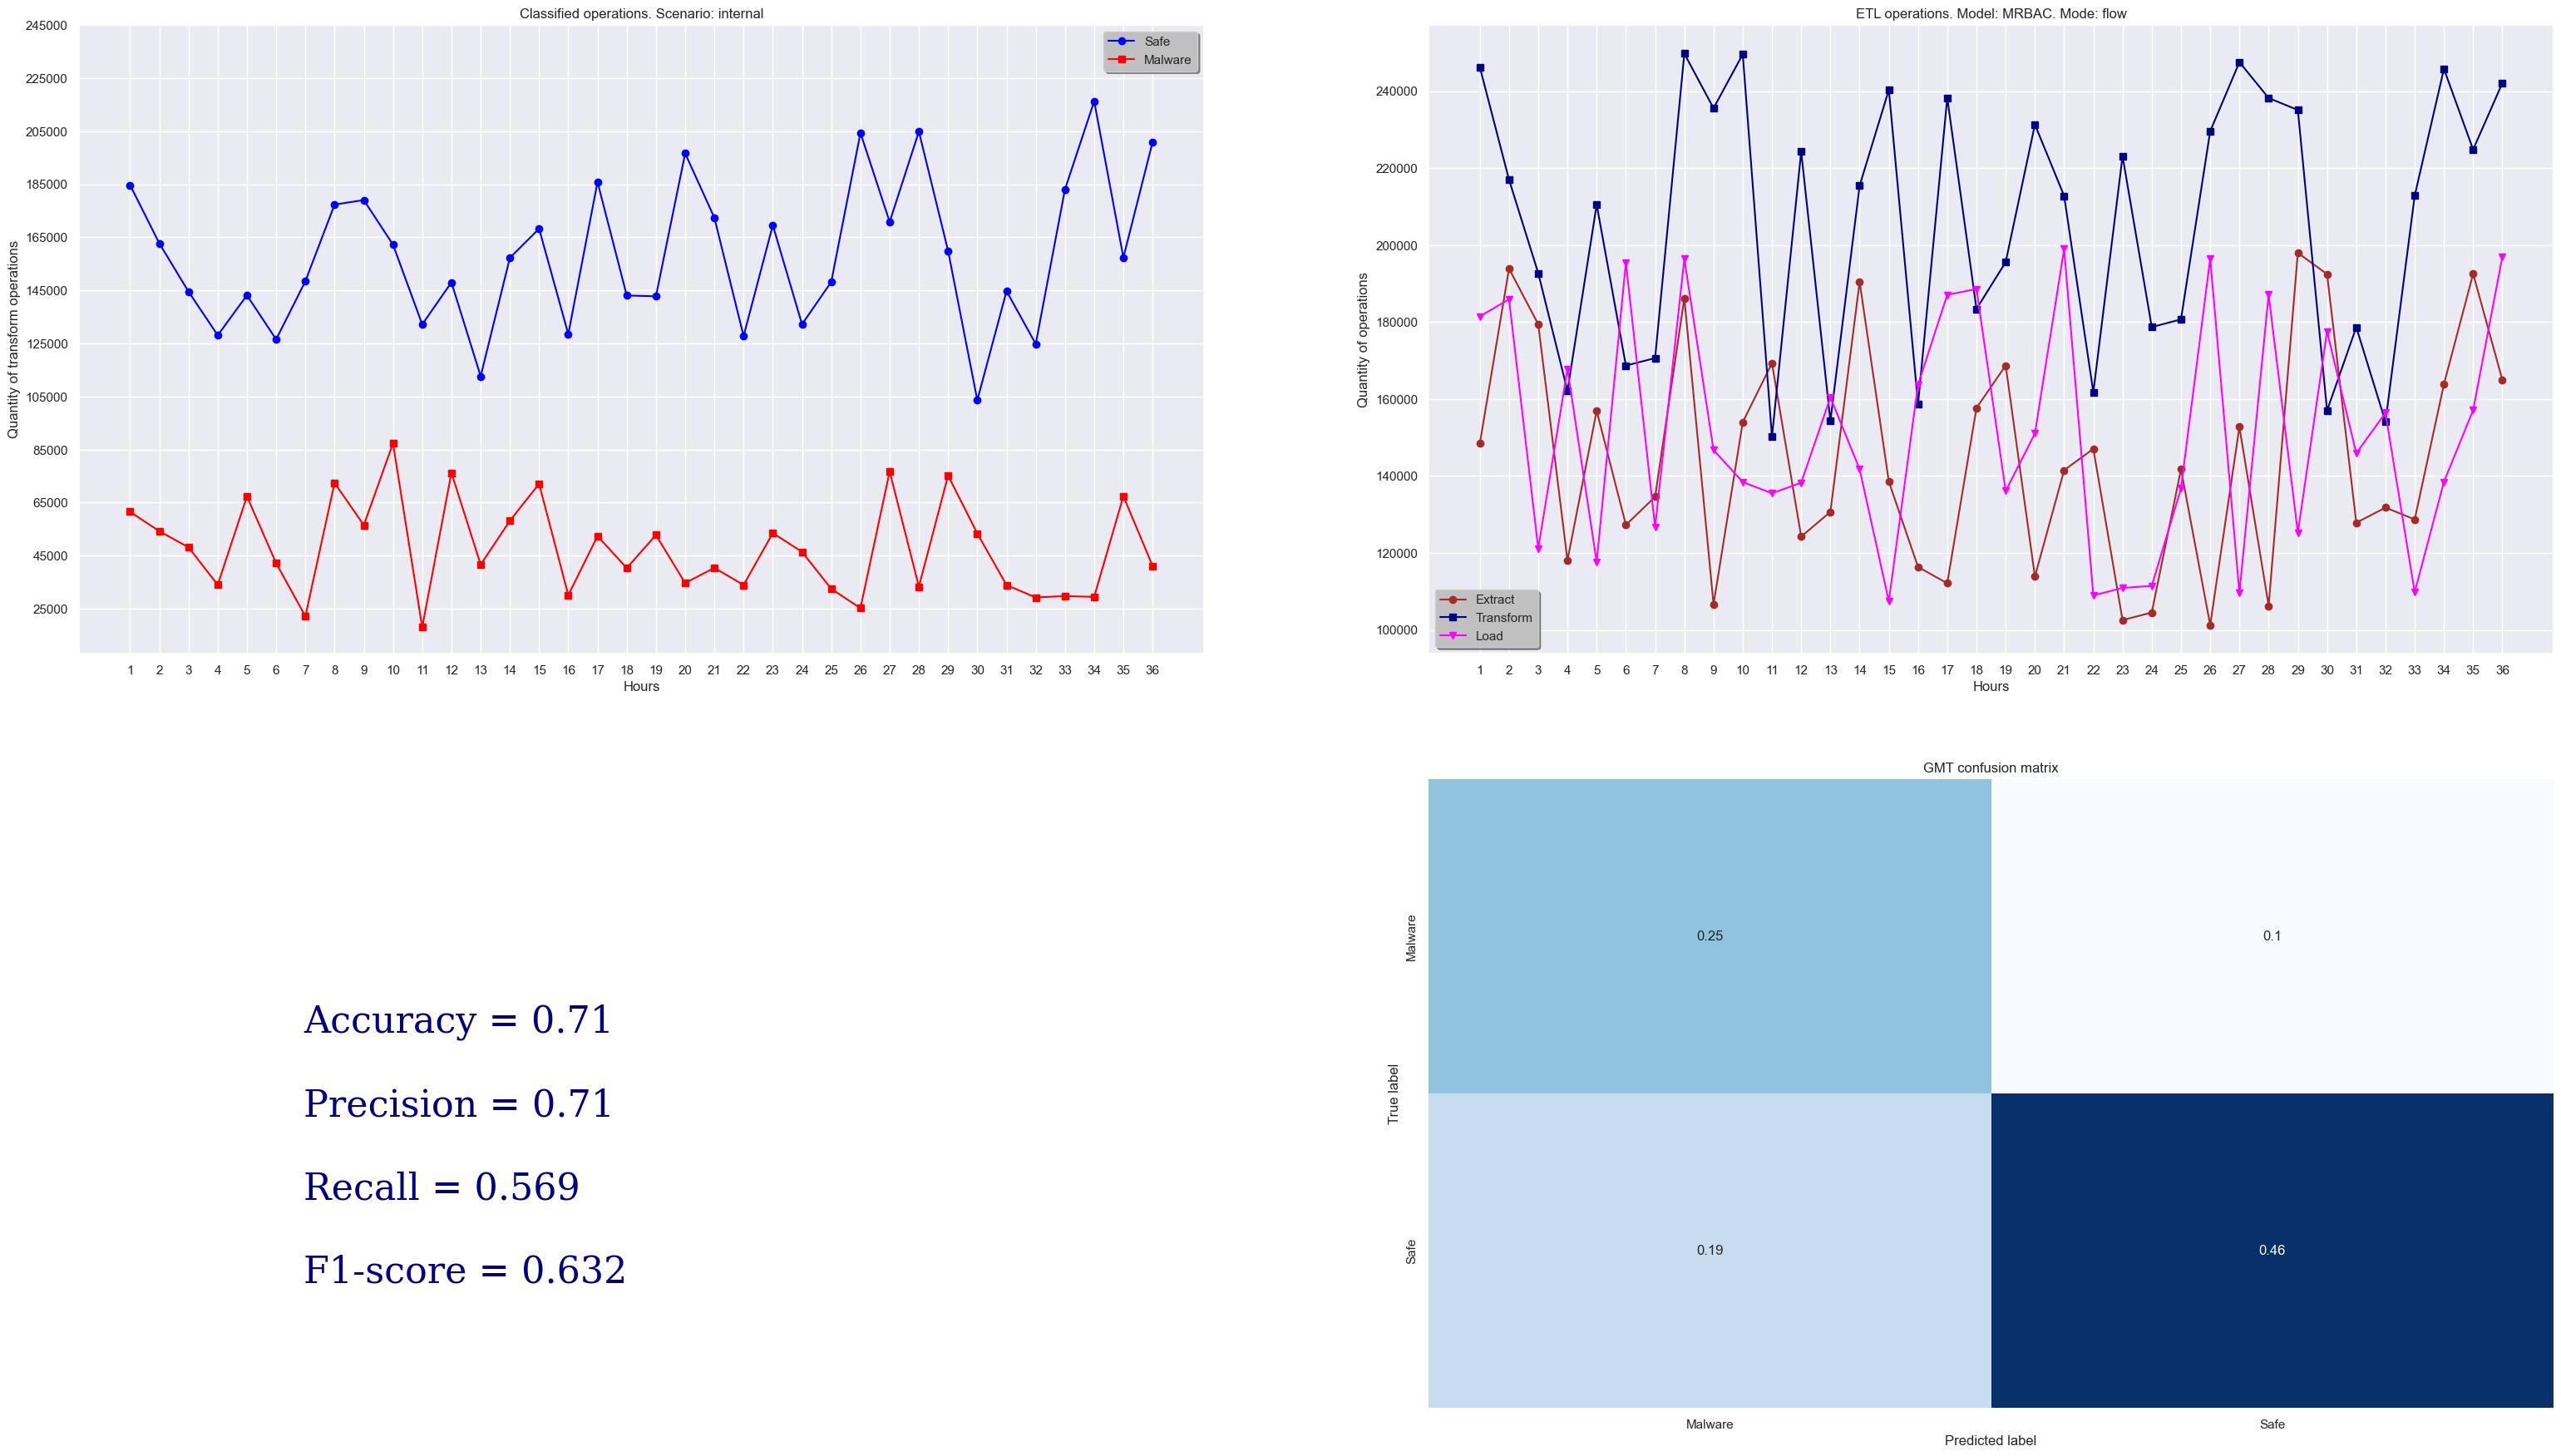 Classified operations. Scenario: internal
Quantity of transform operations
245000
225000
205000
185000
165000
145000
125000
105000
85000
65000
45000
25000
Safe
Malware
1 2 3 4 5 6 7 8 9 10 11 12 13 14 15 16 17 18 19 20 21 22 23 24 25 26 27 28 29 30 31 32 33 34 35 36
Hours
ETL operations. Model: MRBAC. Mode: flow
Quantity of operations
240000
220000
200000
180000
160000
140000
120000
100000
Extract
Transform
Load
1 2 3 4 5 6 7 8 9 10 11 12 13 14 15 16 17 18 19 20 21 22 23 24 25 26 27 28 29 30 31 32 33 34 35 36
Hours
Accuracy = 0.71
Precision = 0.71
Recall = 0.569
F1-score = 0.632
GMT confusion matrix
True label
Malware
0.25 0.1
Safe
0.19 0.46
Malware Safe
Predicted label